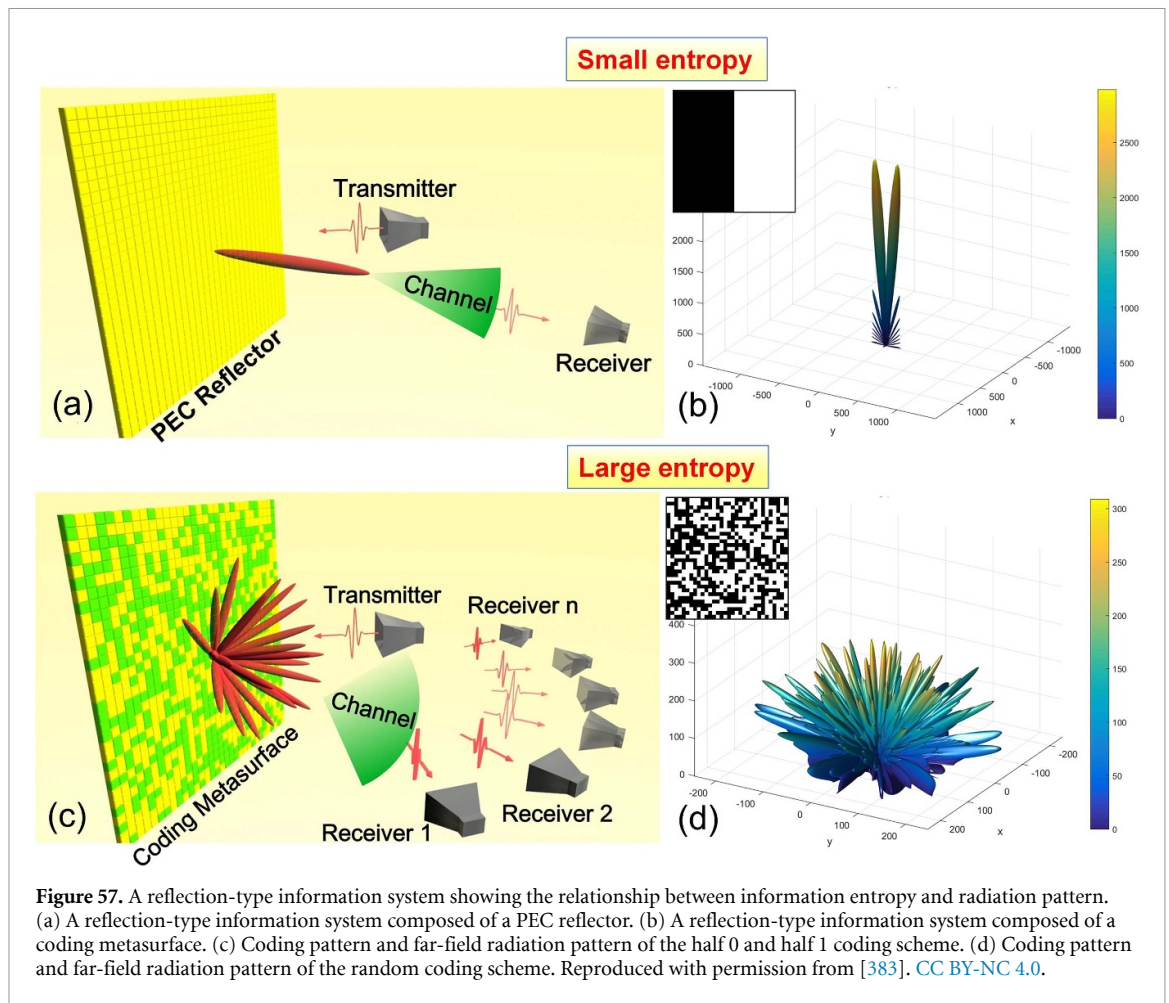 Small entropy
Transmitter
Channel
Receiver
PEC Reflector
(a)
2500
2000
1500
1000
500
0
2000
1500
1000
500
0
-1000
-500
0
500
1000
y
-1000
-500
0
500
1000
x
(b)
Large entropy
Transmitter
Receiver n
Channel
Receiver 2
Receiver 1
Coding Metasurface
(c)
300
250
200
150
100
50
0
400
300
200
100
0
-200
-100
0
100
200
y
-200
-100
0
100
200
x
(d)
Figure 57. A reflection-type information system showing the relationship between information entropy and radiation pattern.
(a) A reflection-type information system composed of a PEC reflector. (b) A reflection-type information system composed of a
coding metasurface. (c) Coding pattern and far-field radiation pattern of the half 0 and half 1 coding scheme. (d) Coding pattern
and far-field radiation pattern of the random coding scheme. Reproduced with permission from [383]. CC BY-NC 4.0.